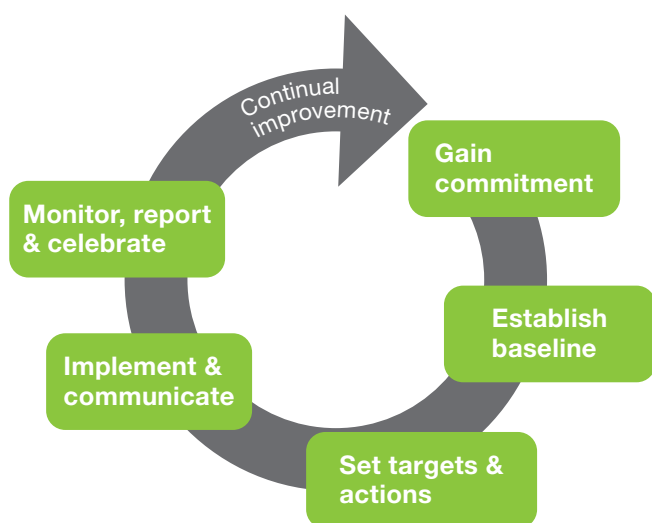 Continual
improvement
Gain
commitment
Establish
baseline
Set targets &
actions
Implement &
communicate
Monitor, report
& celebrate